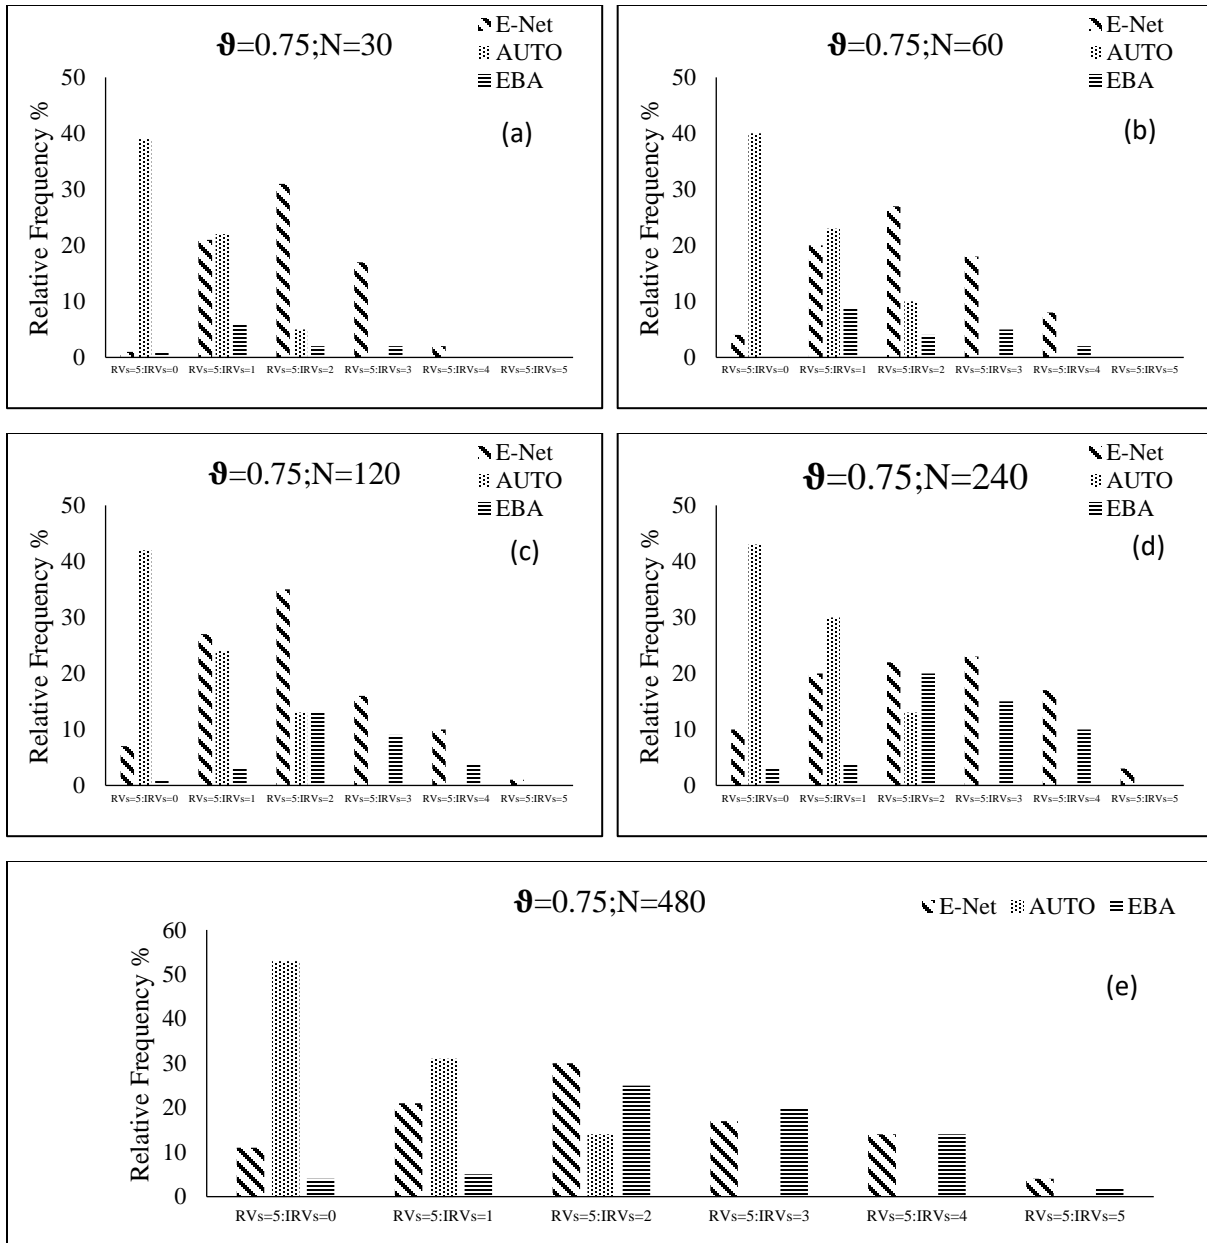 𝛝=0.75;N=30
E-Net
AUTO
EBA
(a)
Relative Frequency %
50
40
30
20
10
0
RVs=5:IRVs=0 RVs=5:IRVs=1 RVs=5:IRVs=2 RVs=5:IRVs=3 RVs=5:IRVs=4 RVs=5:IRVs=5
𝛝=0.75;N=60
E-Net
AUTO
EBA
(b)
Relative Frequency %
50
40
30
20
10
0
RVs=5:IRVs=0 RVs=5:IRVs=1 RVs=5:IRVs=2 RVs=5:IRVs=3 RVs=5:IRVs=4 RVs=5:IRVs=5
𝛝=0.75;N=120
E-Net
AUTO
EBA
(c)
Relative Frequency %
50
40
30
20
10
0
RVs=5:IRVs=0 RVs=5:IRVs=1 RVs=5:IRVs=2 RVs=5:IRVs=3 RVs=5:IRVs=4 RVs=5:IRVs=5
𝛝=0.75;N=240
E-Net
AUTO
EBA
(d)
Relative Frequency %
50
40
30
20
10
0
RVs=5:IRVs=0 RVs=5:IRVs=1 RVs=5:IRVs=2 RVs=5:IRVs=3 RVs=5:IRVs=4 RVs=5:IRVs=5
𝛝=0.75;N=480
E-Net AUTO EBA
(e)
Relative Frequency %
60
50
40
30
20
10
0
RVs=5:IRVs=0 RVs=5:IRVs=1 RVs=5:IRVs=2 RVs=5:IRVs=3 RVs=5:IRVs=4 RVs=5:IRVs=5